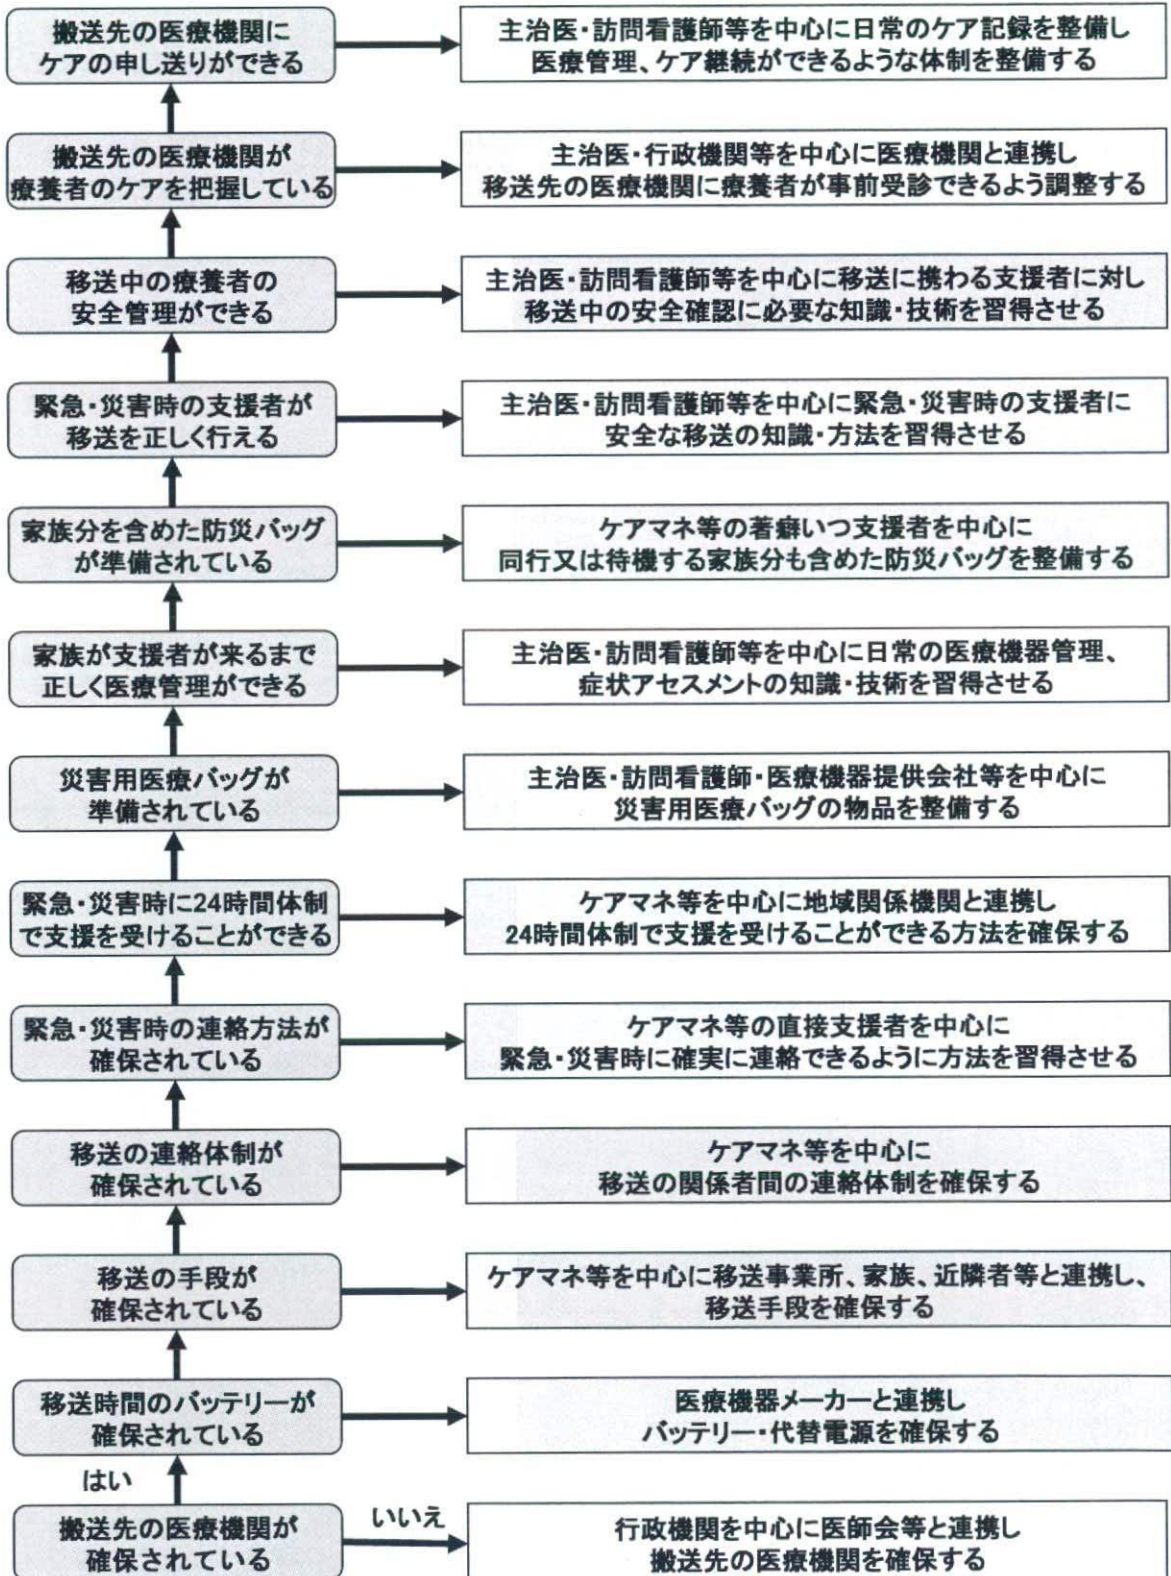 搬送先の医療機関に
ケアの申し送りができる
主治医・訪問看護師等を中心に日常のケア記録を整備し
医療管理、ケア継続ができるような体制を整備する
搬送先の医療機関が
療養者のケアを把握している
主治医・行政機関等を中心に医療機関と連携し
移送先の医療機関に療養者が事前受診できるよう調整する
移送中の療養者の
安全管理ができる
主治医・訪問看護師等を中心に移送に携わる支援者に対し
移送中の安全確認に必要な知識・技術を習得させる
緊急・災害時の支援者が
移送を正しく行える
主治医・訪問看護師等を中心に緊急・災害時の支援者に
安全な移送の知識・方法を習得させる
家族分を含めた防災バッグ
が準備されている
ケアマネ等の著癖いつ支援者を中心に
同行又は待機する家族分も含めた防災バッグを整備する
家族が支援者が来るまで
正しく医療管理ができる
主治医・訪問看護師等を中心に日常の医療機器管理、
症状アセスメントの知識・技術を習得させる
災害用医療バッグが
準備されている
主治医・訪問看護師・医療機器提供会社等を中心に
災害用医療バッグの物品を整備する
緊急・災害時に24時間体制
で支援を受けることができる
ケアマネ等を中心に地域関係機関と連携し
24時間体制で支援を受けることができる方法を確保する
緊急・災害時の連絡方法が
確保されている
ケアマネ等の直接支援者を中心に
緊急・災害時に確実に連絡できるように方法を習得させる
移送の連絡体制が
確保されている
ケアマネ等を中心に
移送の関係者間の連絡体制を確保する
移送の手段が
確保されている
ケアマネ等を中心に移送事業所、家族、近隣者等と連携し、
移送手段を確保する
移送時間のバッテリーが
確保されている
医療機器メーカーと連携し
バッテリー・代替電源を確保する
はい
搬送先の医療機関が
確保されている
いいえ
行政機関を中心に医師会等と連携し
搬送先の医療機関を確保する